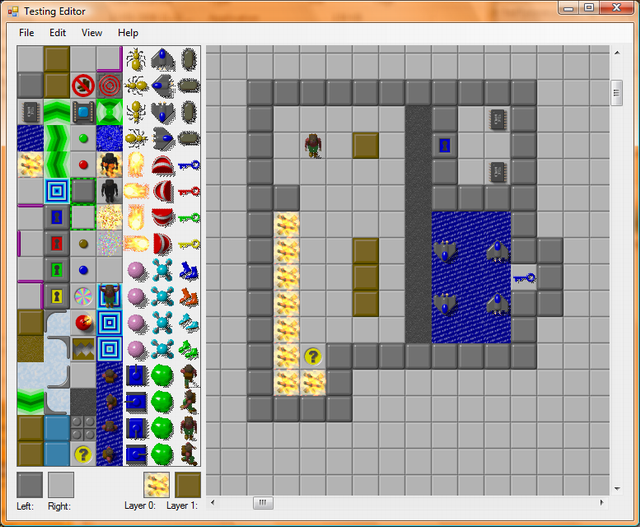 Testing Editor
File Edit View Help
?
?
Left: Right: Layer 0: Layer 1: